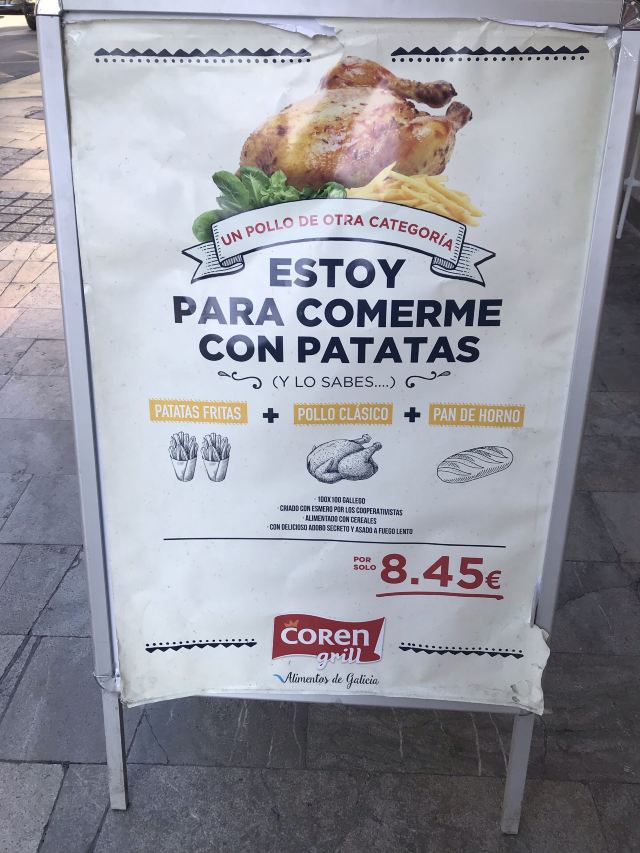 UN POLLO DE OTRA CATEGORÍA
ESTOY
PARA COMERME
CON PATATAS
(Y LO SABES....)
PATATAS FRITAS + POLLO CLÁSICO + PAN DE HORNO
· 100X100 GALLEGO
· CRIADO CON ESMERO POR LOS COOPERATIVISTAS
· ALIMENTADO CON CEREALES
· CON DELICIOSO ADOBO SECRETO Y ASADO A FUEGO LENTO
POR SOLO 8.45€
COREN
grill
Alimentos de Galicia